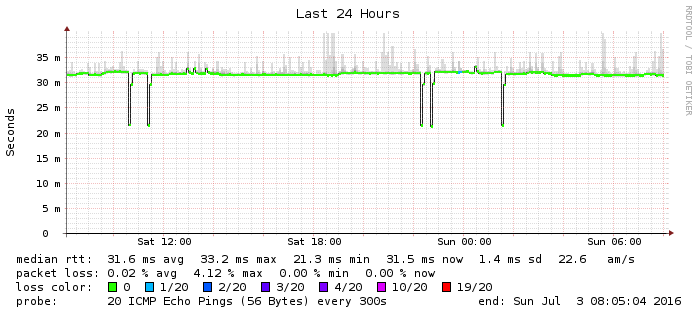 Last 24 Hours
RRDTOOL / TOBI OETIKER
Seconds
35 m
30 m
25 m
20 m
15 m
10 m
5 m
0
Sat 12:00 Sat 18:00 Sun 00:00 Sun 06:00
median rtt: 31.6 ms avg 33.2 ms max 21.3 ms min 31.5 ms now 1.4 ms sd 22.6 am/s
packet loss: 0.02 % avg 4.12 % max 0.00 % min 0.00 % now
loss color: 0 1/20 2/20 3/20 4/20 10/20 19/20
probe: 20 ICMP Echo Pings (56 Bytes) every 300s end: Sun Jul 3 08:05:04 2016